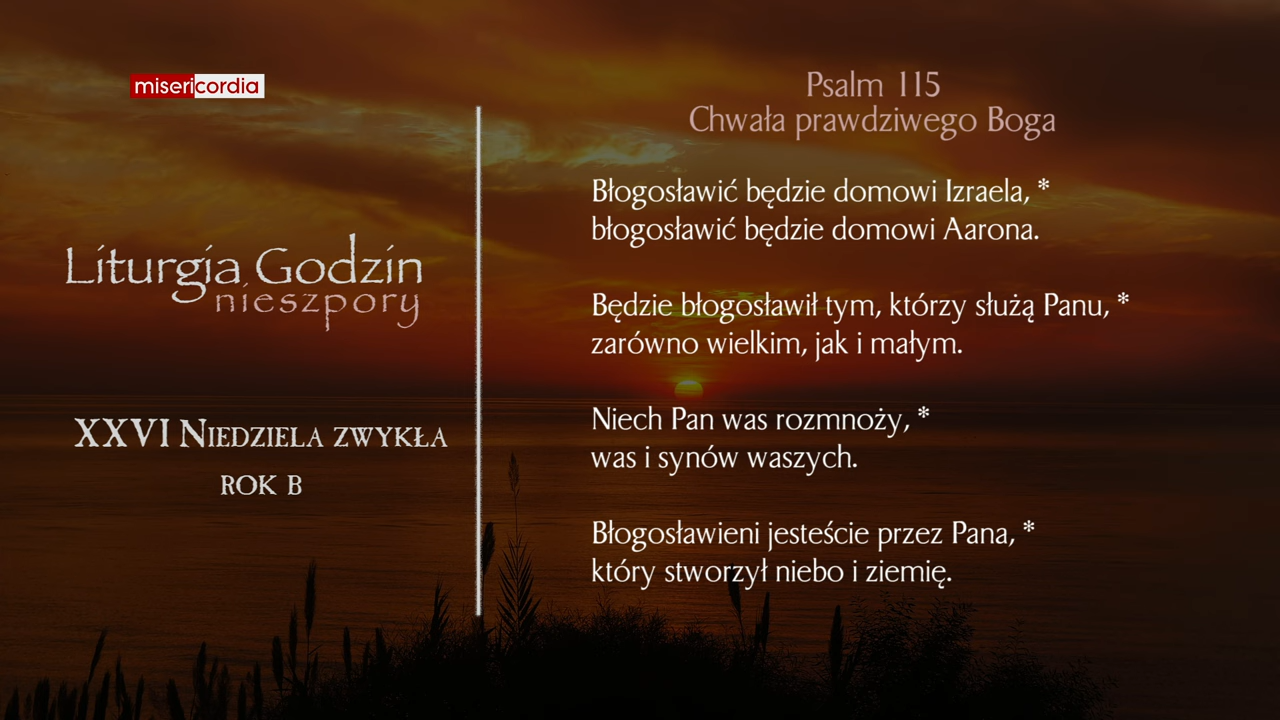 misericordia
Liturgia Godzin
nieszpory
XXVI Niedziela zwykła
rok B
Psalm 115
Chwała prawdziwego Boga
Błogosławić będzie domowi Izraela, *
błogosławić będzie domowi Aarona.
Będzie błogosławił tym, którzy służą Panu, *
zarówno wielkim, jak i małym.
Niech Pan was rozmnoży, *
was i synów waszych.
Błogosławieni jesteście przez Pana, *
który stworzył niebo i ziemię.